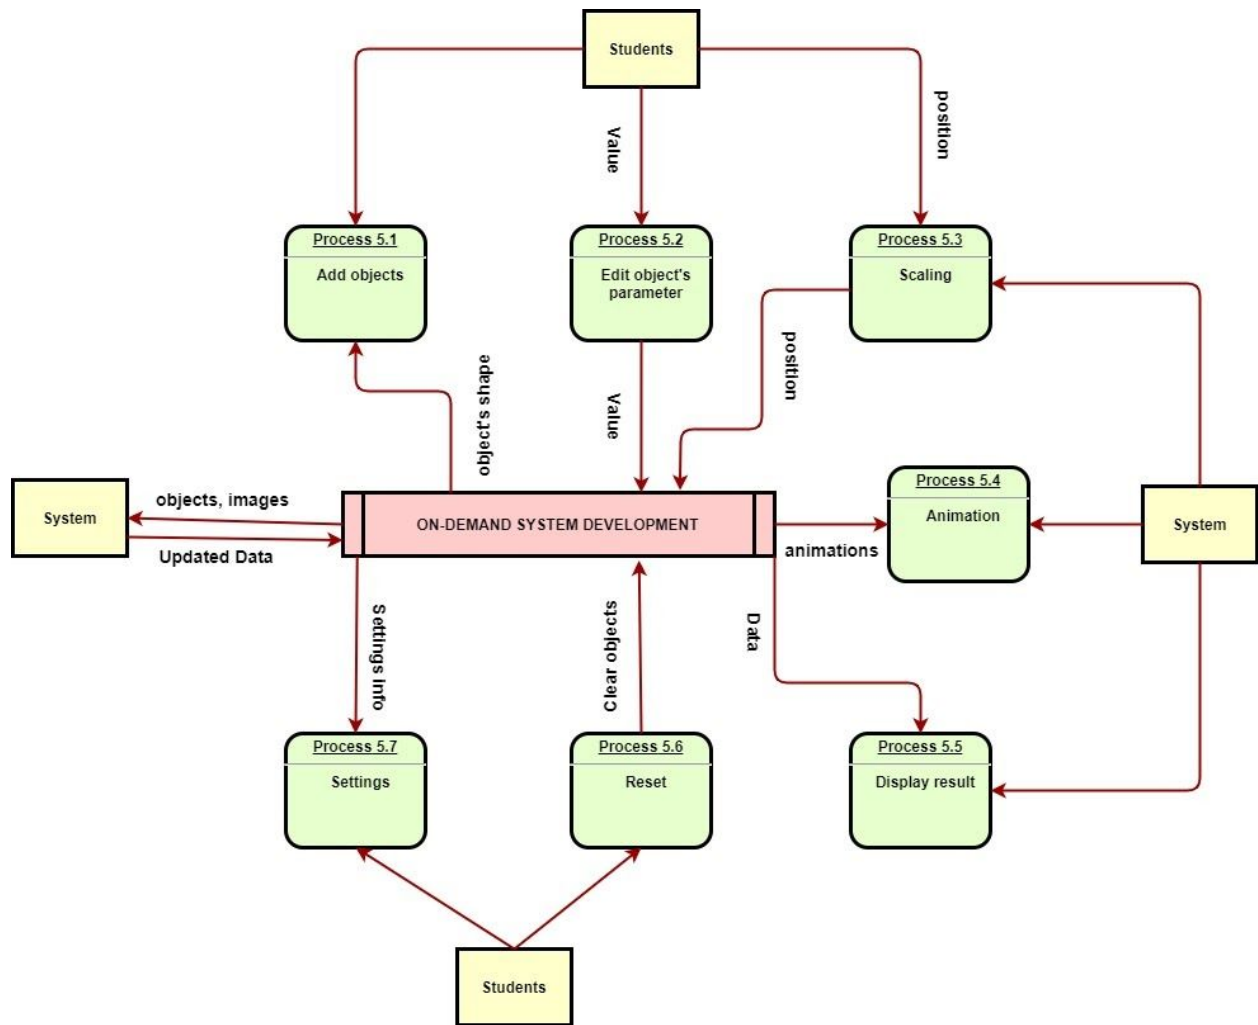 Students
Value
position
Process 5.1
Add objects
Process 5.2
Edit object's
parameter
Process 5.3
Scaling
object's shape
Value
position
System
objects, images
Updated Data
ON-DEMAND SYSTEM DEVELOPMENT
animations
Process 5.4
Animation
System
Settings Info
Clear objects
Data
Process 5.7
Settings
Process 5.6
Reset
Process 5.5
Display result
Students